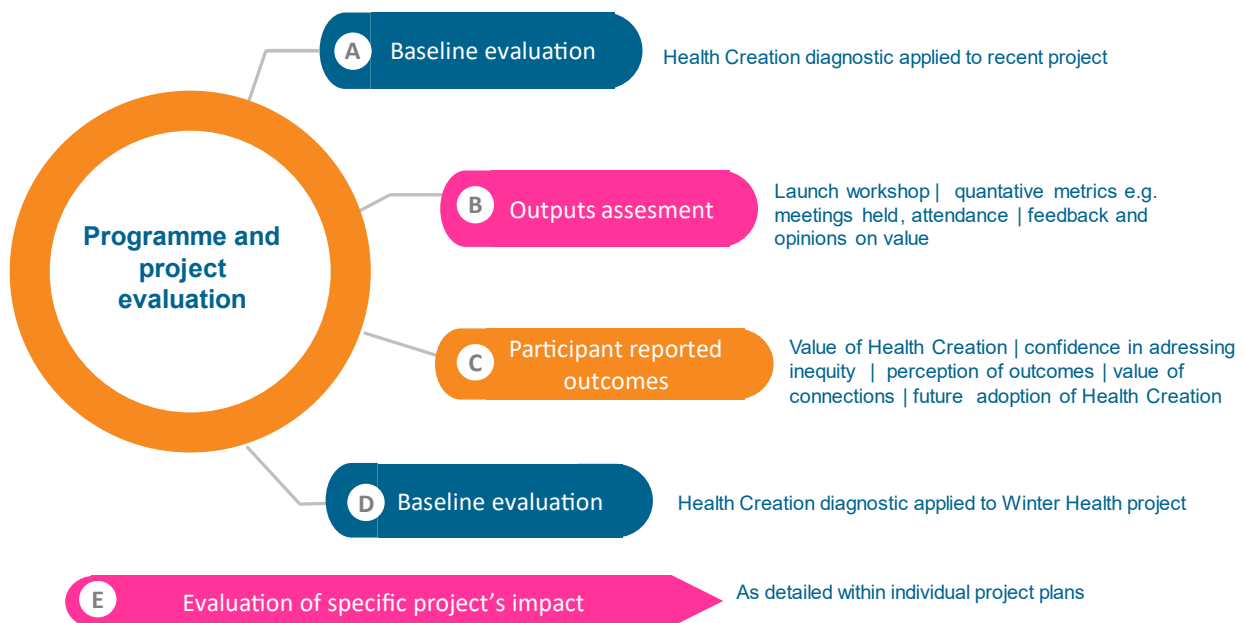 A Baseline evaluation
Health Creation diagnostic applied to recent project
B Outputs assesment
Launch workshop | quantative metrics e.g.
meetings held, attendance | feedback and
opinions on value
Programme and
project
evaluation
C Participant reported
outcomes
Value of Health Creation | confidence in adressing
inequity | perception of outcomes | value of
connections | future adoption of Health Creation
D Baseline evaluation
Health Creation diagnostic applied to Winter Health project
E Evaluation of specific project's impact
As detailed within individual project plans